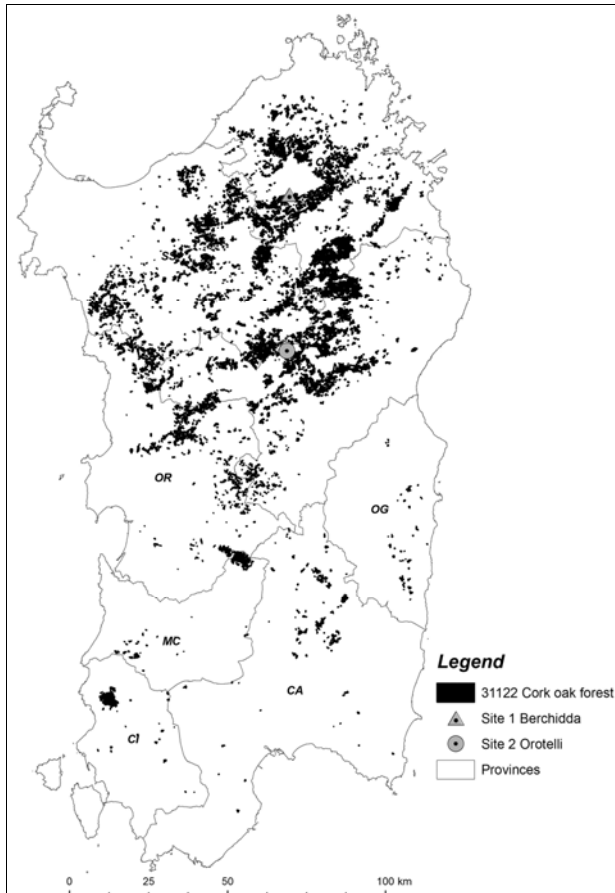 OR
OG
MC
CA
CI
Legend
31122 Cork oak forest
Site 1 Berchidda
Site 2 Orotelli
Provinces
0 25 50 100 km